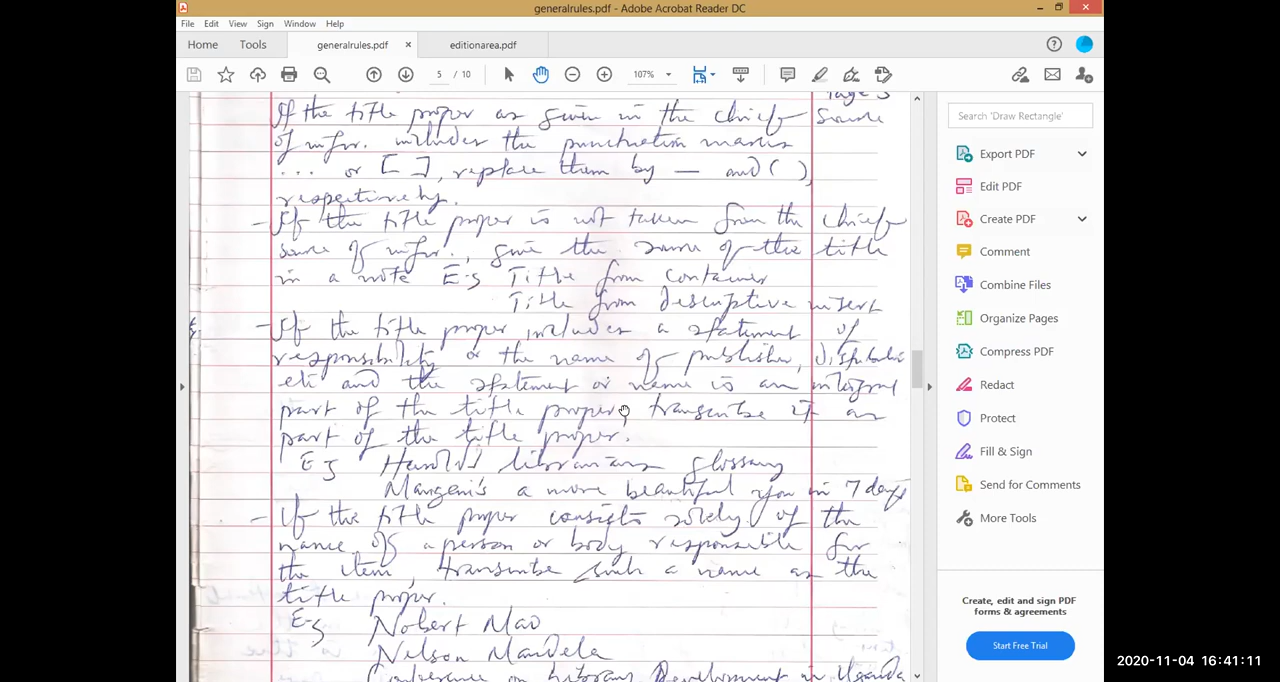 generalrules.pdf - Adobe Acrobat Reader DC
File Edit View Sign Window Help
Home Tools generalrules.pdf × editionarea.pdf
5 / 10 107%
Page 5
If the title proper as given in the chief source
of infor. includes the punctuation marks
... or [ ], replace them by — and ( ),
respectively.
- If the title proper is not taken from the chief
source of infor., give the source of the title
in a note E.g Title from container
Title from descriptive insert
- If the title proper includes a statement of
responsibility or the name of publisher,
etc and the statement or name is an integral
part of the title proper, transcribe it as
part of the title proper.
E.g Harold's librarians glossary
Mangeni's a more beautiful you in 7 days
- If the title proper consists solely of the
name of a person or body responsible for
the item, transcribe such a name as the
title proper.
E.g Nobert Mao
Nelson Mandela
Conference on library Development in Uganda
Search 'Draw Rectangle'
Export PDF
Edit PDF
Create PDF
Comment
Combine Files
Organize Pages
Compress PDF
Redact
Protect
Fill & Sign
Send for Comments
More Tools
Create, edit and sign PDF
forms & agreements
Start Free Trial
2020-11-04 16:41:11